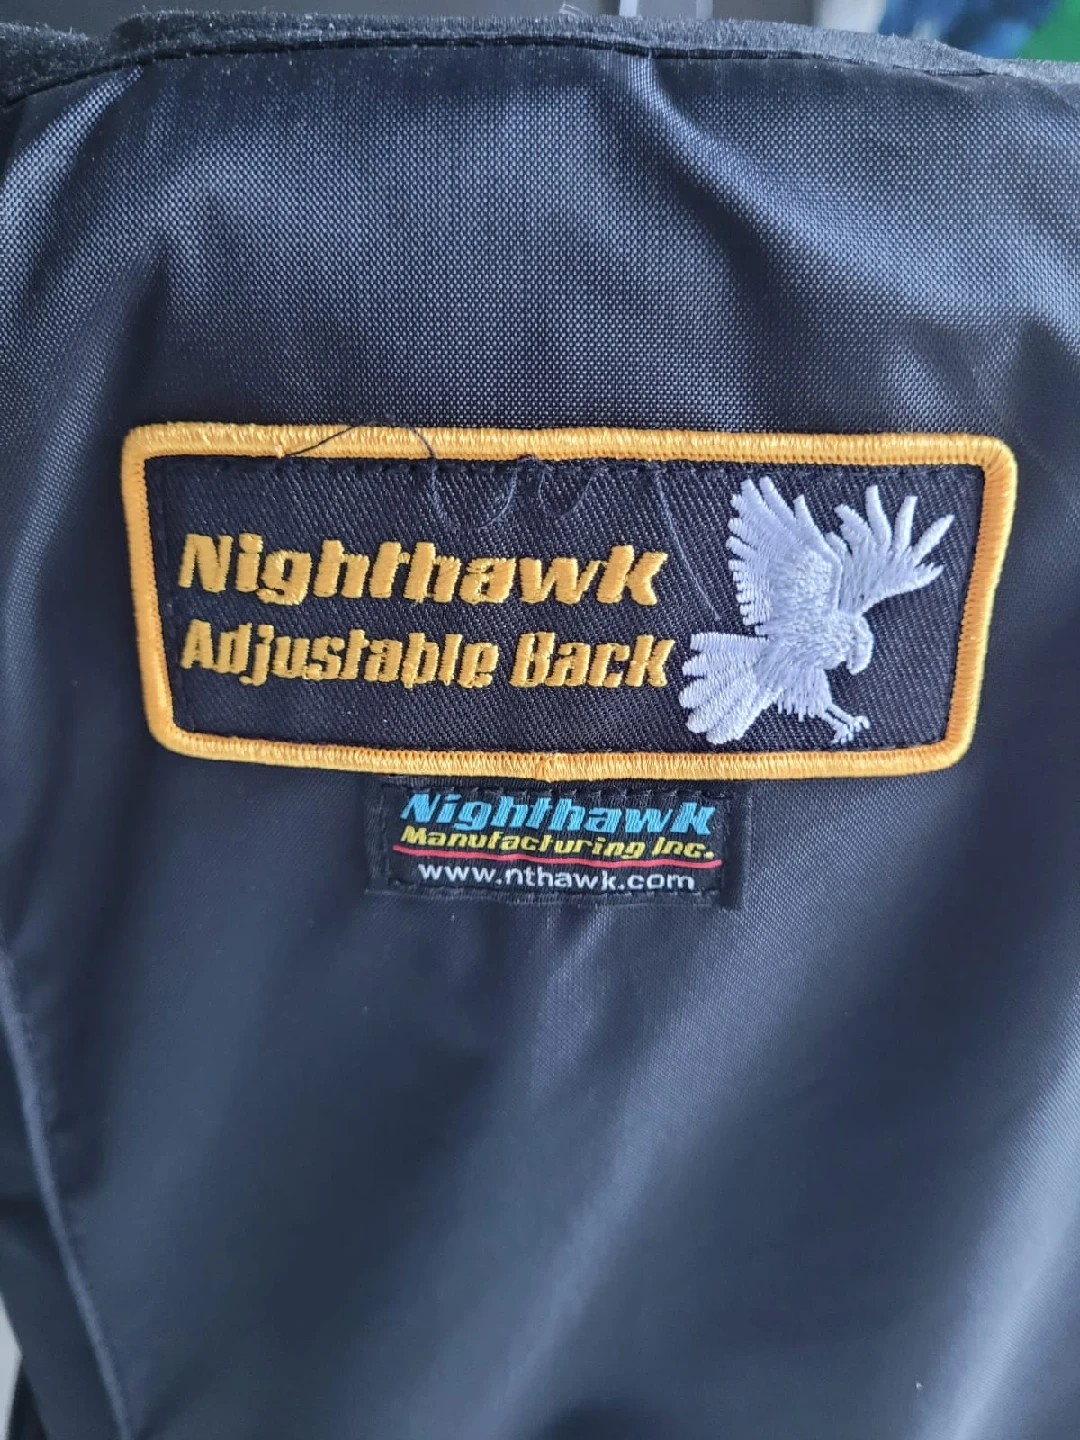 Nighthawk
Adjustable Back
Nighthawk
Manufacturing Inc.
www.nthawk.com